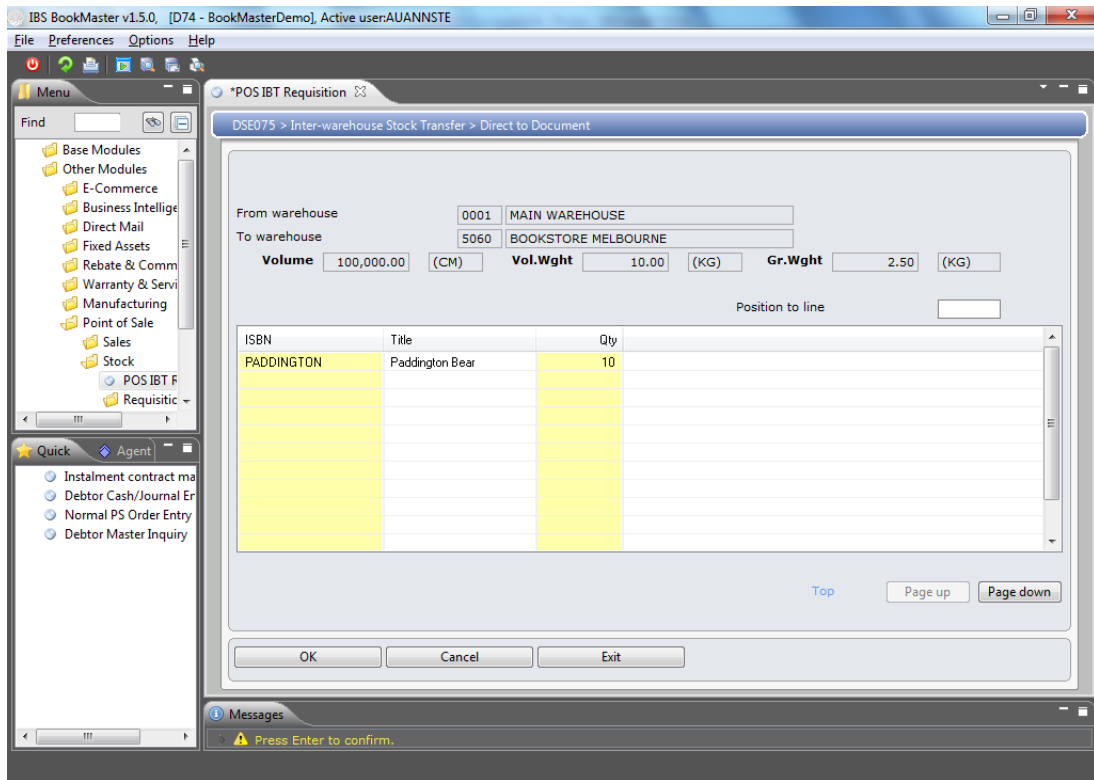 IBS BookMaster v1.5.0, [D74 - BookMasterDemo], Active user:AUANNSTE
File Preferences Options Help
Menu
Find
Base Modules
Other Modules
E-Commerce
Business Intellige
Direct Mail
Fixed Assets
Rebate & Comm
Warranty & Servi
Manufacturing
Point of Sale
Sales
Stock
POS IBT R
Requisitic
Quick Agent
Instalment contract ma
Debtor Cash/Journal Er
Normal PS Order Entry
Debtor Master Inquiry
*POS IBT Requisition
DSE075 > Inter-warehouse Stock Transfer > Direct to Document
From warehouse 0001 MAIN WAREHOUSE
To warehouse 5060 BOOKSTORE MELBOURNE
Volume 100,000.00 (CM) Vol.Wght 10.00 (KG) Gr.Wght 2.50 (KG)
Position to line
ISBN Title Qty
PADDINGTON Paddington Bear 10
Top Page up Page down
OK Cancel Exit
Messages
Press Enter to confirm.